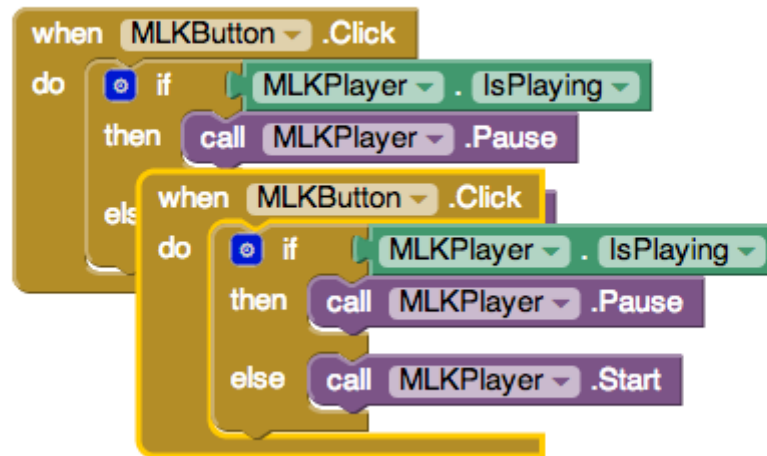 when MLKButton .Click
do if MLKPlayer . IsPlaying
then call MLKPlayer .Pause
els
when MLKButton .Click
do if MLKPlayer . IsPlaying
then call MLKPlayer .Pause
else call MLKPlayer .Start